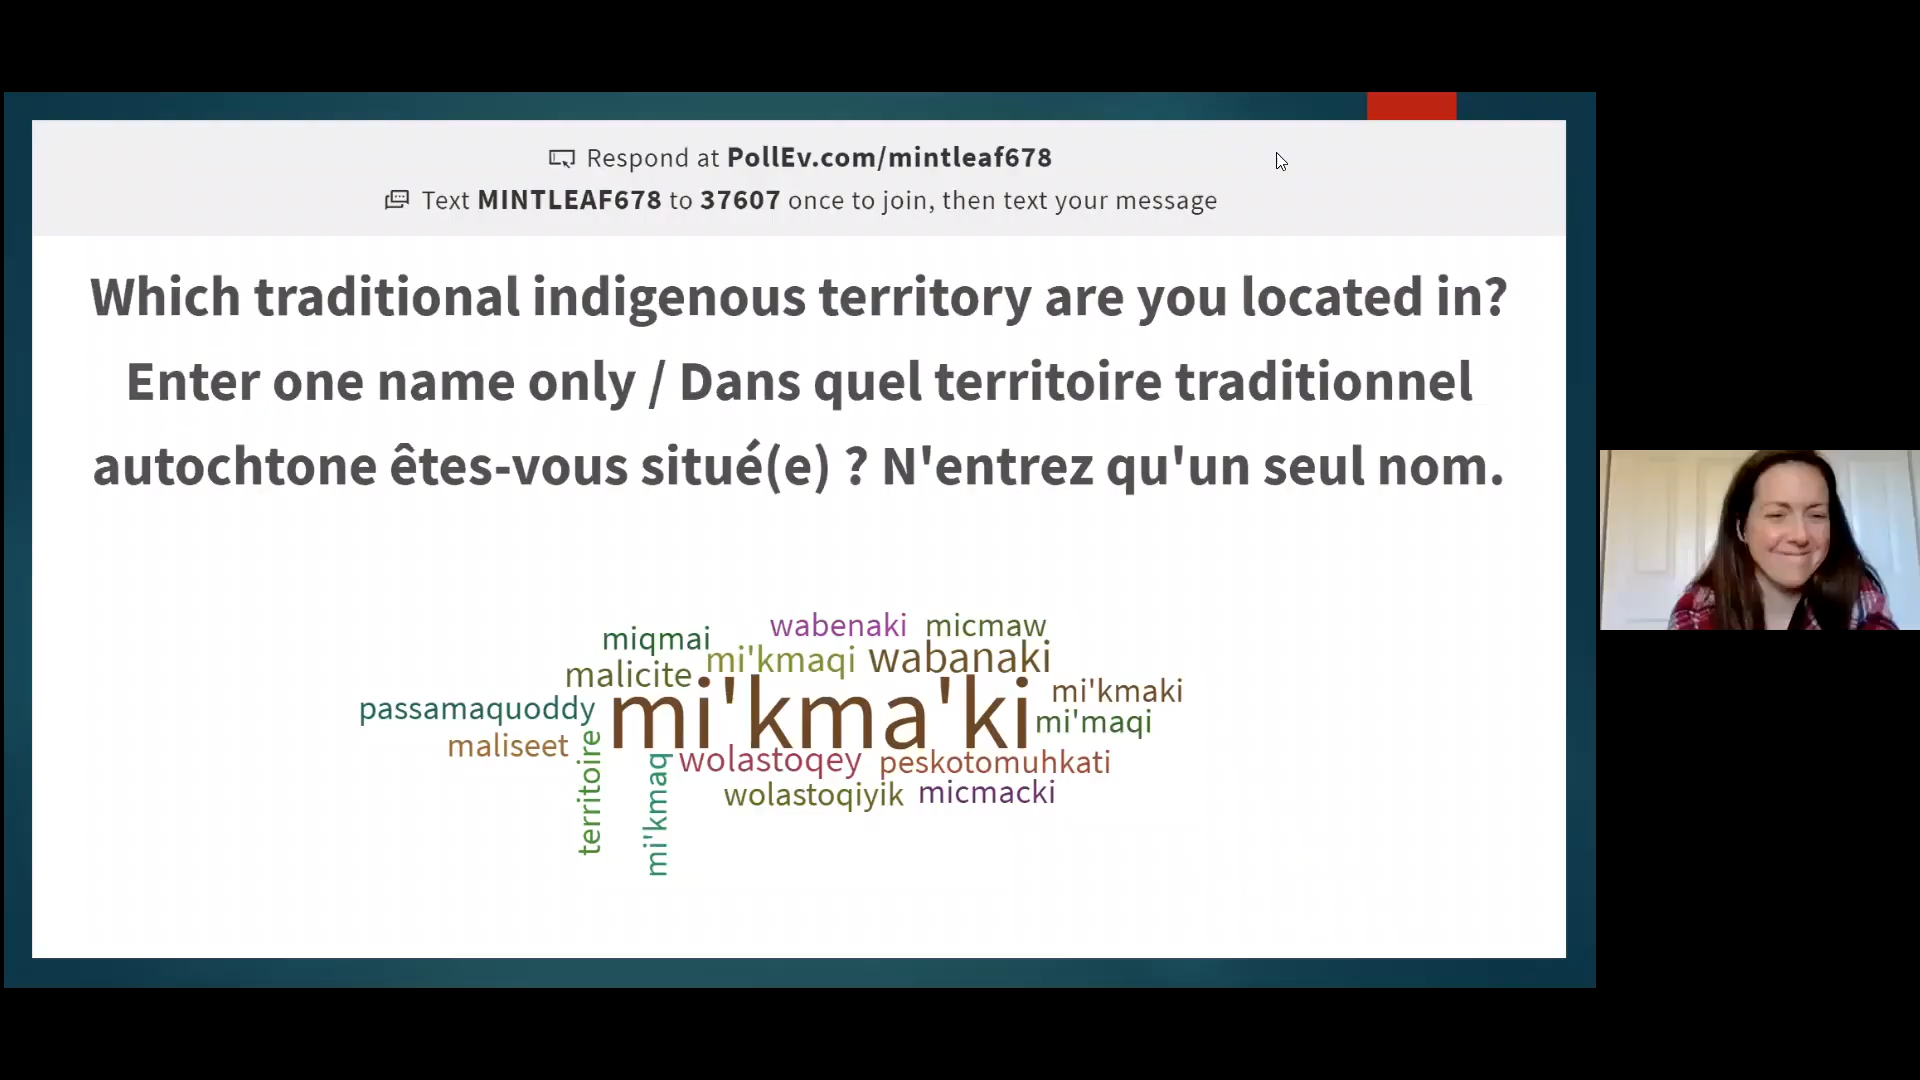 Respond at PollEv.com/mintleaf678
Text MINTLEAF678 to 37607 once to join, then text your message
Which traditional indigenous territory are you located in?
Enter one name only / Dans quel territoire traditionnel
autochtone êtes-vous situé(e) ? N'entrez qu'un seul nom.
wabenaki micmaw
miqmai
mi'kmaqi wabanaki
malicite
mi'kma'ki
mi'kmaki
passamaquoddy
mi'maqi
maliseet
wolastoqey peskotomuhkati
wolastoqiyik micmacki
territoire
mi'kmaq